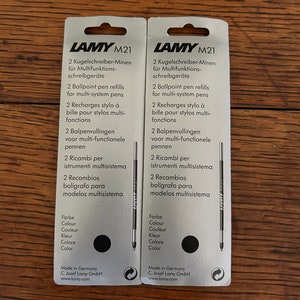 LAMY M21
2 Kugelschreiber-Minen
für Multifunktions-
schreibgeräte
2 Ballpoint pen refills
for multi-system pens
2 Recharges stylo à
bille pour stylos multi-
fonctions
2 Balpenvullingen
voor multi-functionele
pennen
2 Ricambi per
istrumenti multisistema
2 Recambios
bolígrafo para
modelos multisistema
Farbe
Colour
Couleur
Kleur
Colore
Color
Made in Germany
C. Josef Lamy GmbH
www.lamy.com
LAMY M21
2 Kugelschreiber-Minen
für Multifunktions-
schreibgeräte
2 Ballpoint pen refills
for multi-system pens
2 Recharges stylo à
bille pour stylos multi-
fonctions
2 Balpenvullingen
voor multi-functionele
pennen
2 Ricambi per
istrumenti multisistema
2 Recambios
bolígrafo para
modelos multisistema
Farbe
Colour
Couleur
Kleur
Colore
Color
Made in Germany
C. Josef Lamy GmbH
www.lamy.com